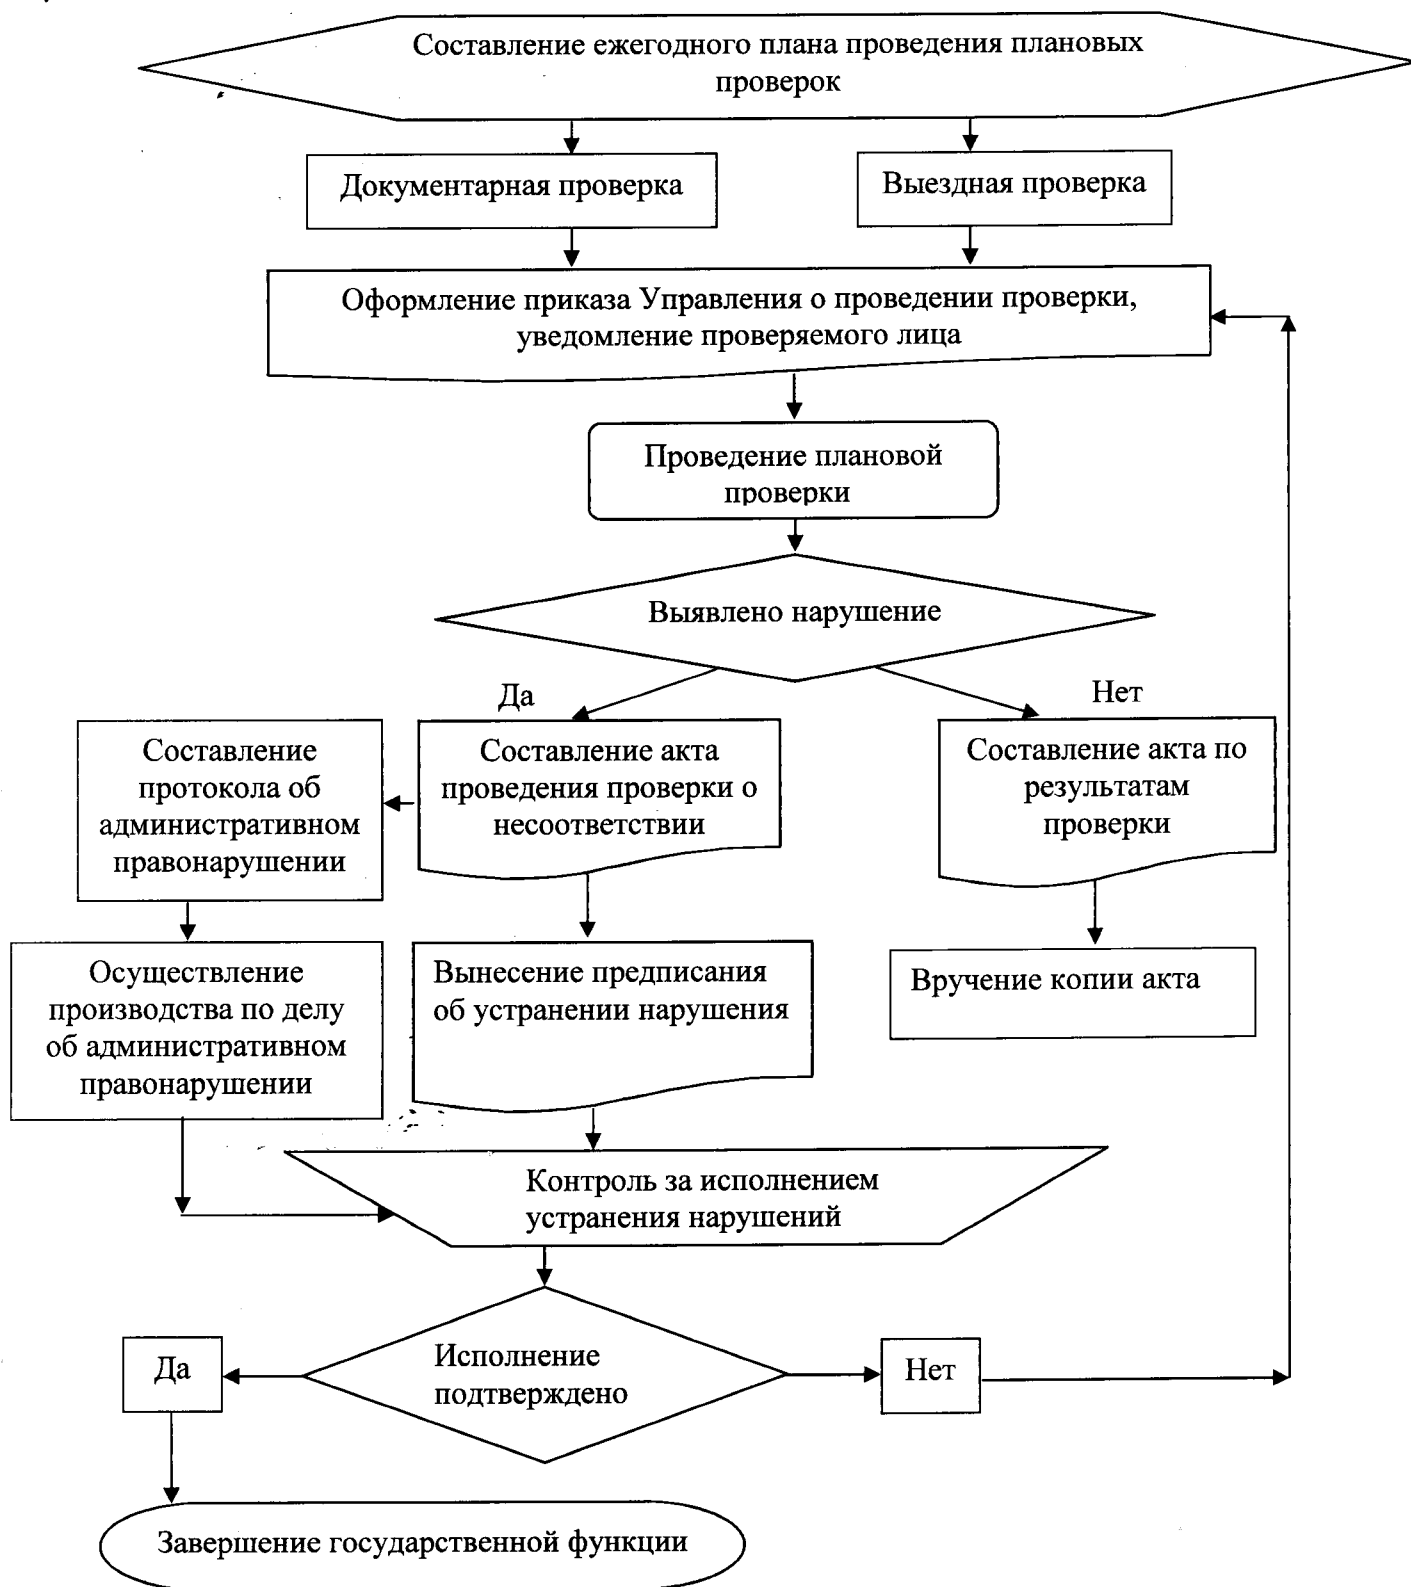 Составление ежегодного плана проведения плановых
проверок
Документарная проверка
Выездная проверка
Оформление приказа Управления о проведении проверки,
уведомление проверяемого лица
Проведение плановой
проверки
Выявлено нарушение
Да
Нет
Составление
протокола об
административном
правонарушении
Составление акта
проведения проверки о
несоответствии
Составление акта по
результатам
проверки
Осуществление
производства по делу
об административном
правонарушении
Вынесение предписания
об устранении нарушения
Вручение копии акта
Контроль за исполнением
устранения нарушений
Да
Исполнение
подтверждено
Нет
Завершение государственной функции